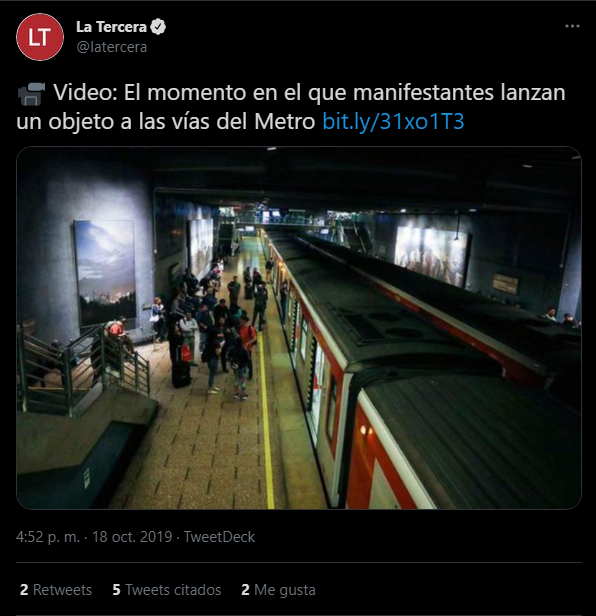 LT
La Tercera
@latercera
Video: El momento en el que manifestantes lanzan
un objeto a las vías del Metro bit.ly/31xo1T3
4:52 p. m. · 18 oct. 2019 · TweetDeck
2 Retweets 5 Tweets citados 2 Me gusta